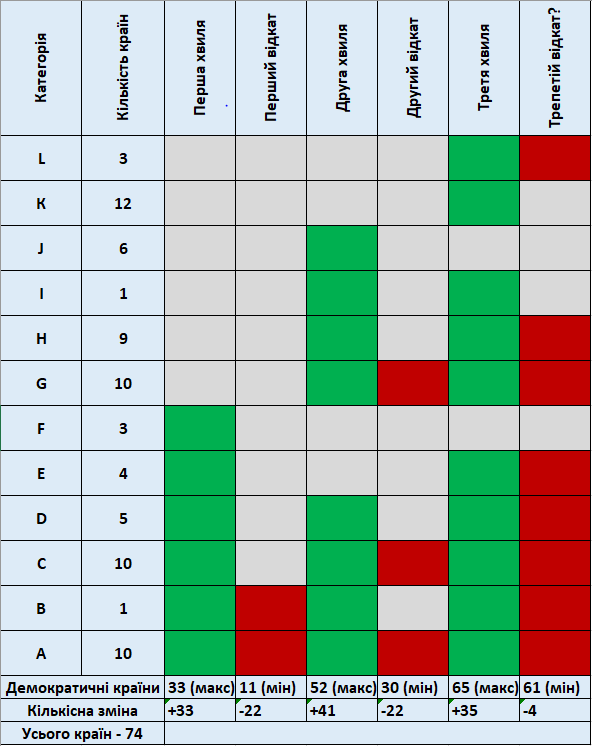 Категорія Кількість країн Перша хвиля Перший відкат Друга хвиля Другий відкат Третя хвиля Трепетій відкат?
L 3
K 12
J 6
I 1
H 9
G 10
F 3
E 4
D 5
C 10
B 1
A 10
Демократичні країни 33 (макс) 11 (мін) 52 (макс) 30 (мін) 65 (макс) 61 (мін)
Кількісна зміна +33 -22 +41 -22 +35 -4
Усього країн - 74